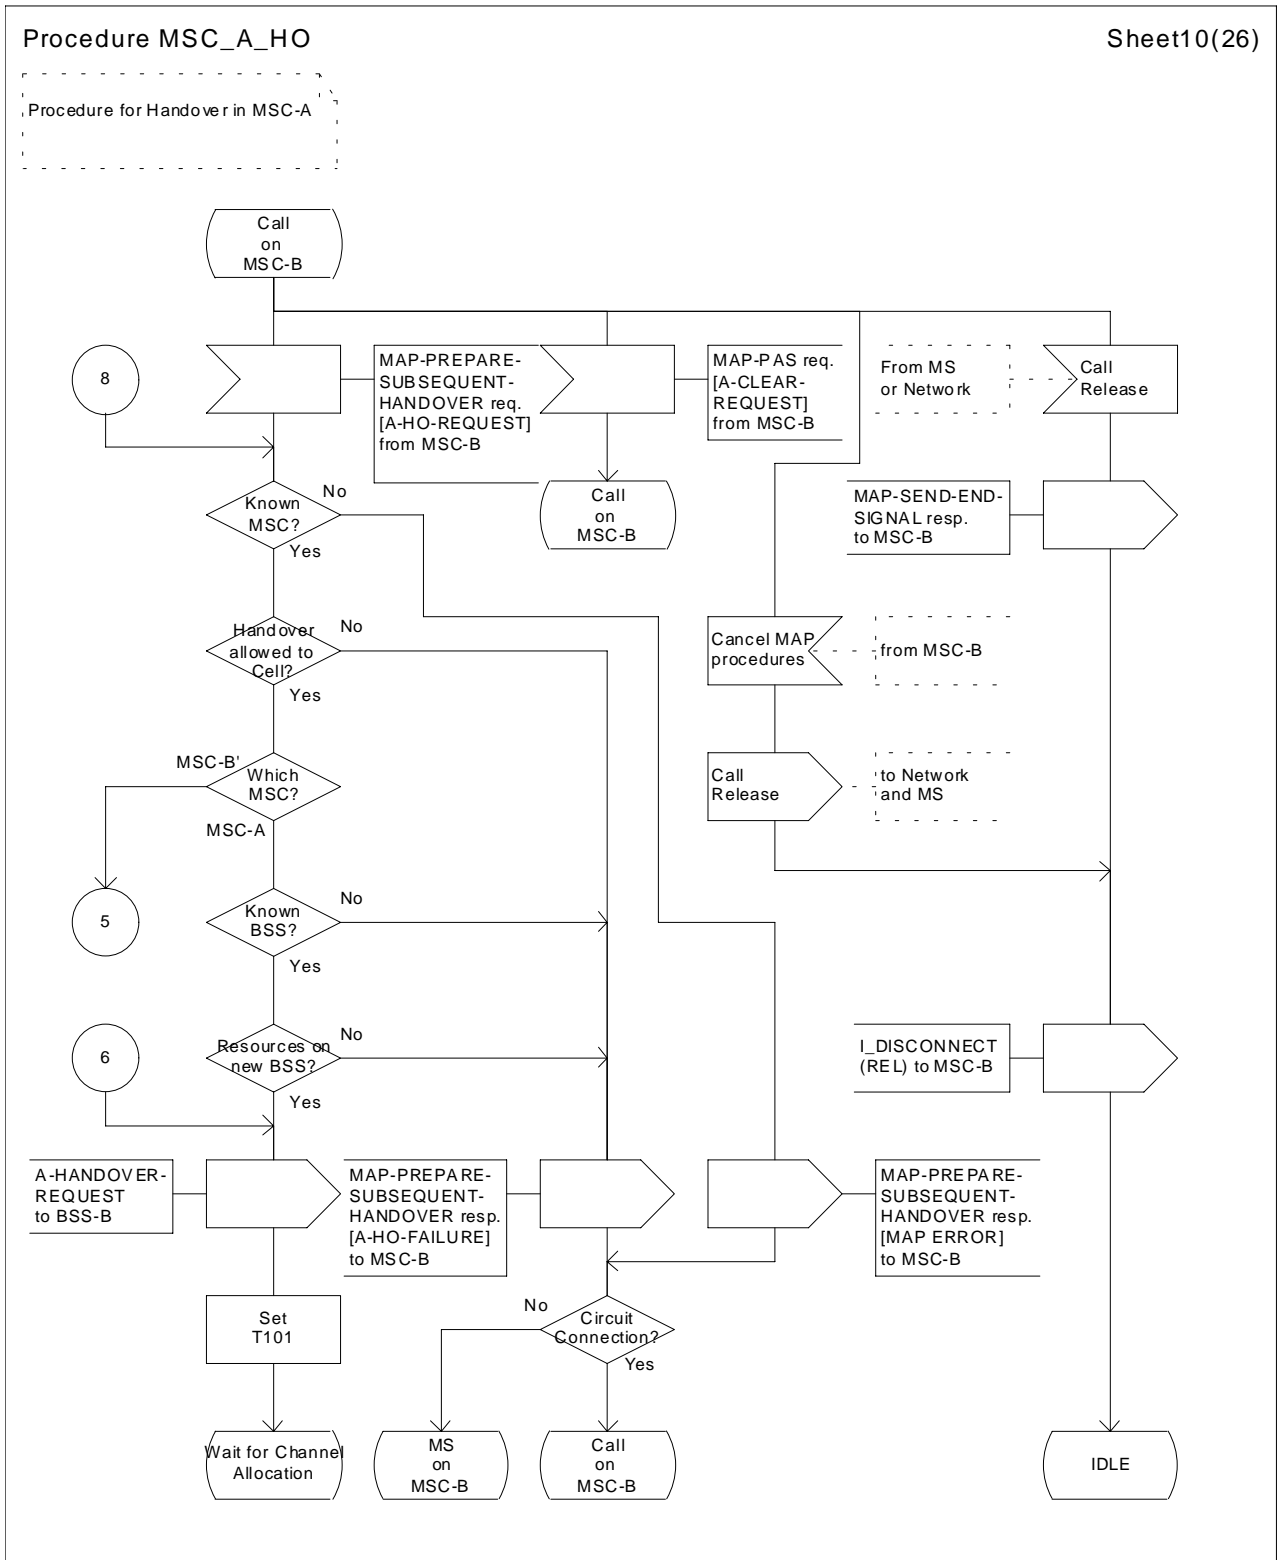 Procedure MSC_A_HO
Sheet10(26)
Procedure for Handover in MSC-A
Call
on
MSC-B
8
MAP-PREPARE-
SUBSEQUENT-
HANDOVER req.
[A-HO-REQUEST]
from MSC-B
MAP-PAS req.
[A-CLEAR-
REQUEST]
from MSC-B
From MS
or Network
Call
Release
Known
MSC?
No
Yes
Call
on
MSC-B
MAP-SEND-END-
SIGNAL resp.
to MSC-B
Handover
allowed to
Cell?
No
Yes
Cancel MAP
procedures
from MSC-B
MSC-B'
Which
MSC?
MSC-A
Call
Release
to Network
and MS
5
Known
BSS?
No
Yes
6
Resources on
new BSS?
No
Yes
I_DISCONNECT
(REL) to MSC-B
A-HANDOVER-
REQUEST
to BSS-B
MAP-PREPARE-
SUBSEQUENT-
HANDOVER resp.
[A-HO-FAILURE]
to MSC-B
MAP-PREPARE-
SUBSEQUENT-
HANDOVER resp.
[MAP ERROR]
to MSC-B
Set
T101
No
Circuit
Connection?
Yes
Wait for Channel
Allocation
MS
on
MSC-B
Call
on
MSC-B
IDLE